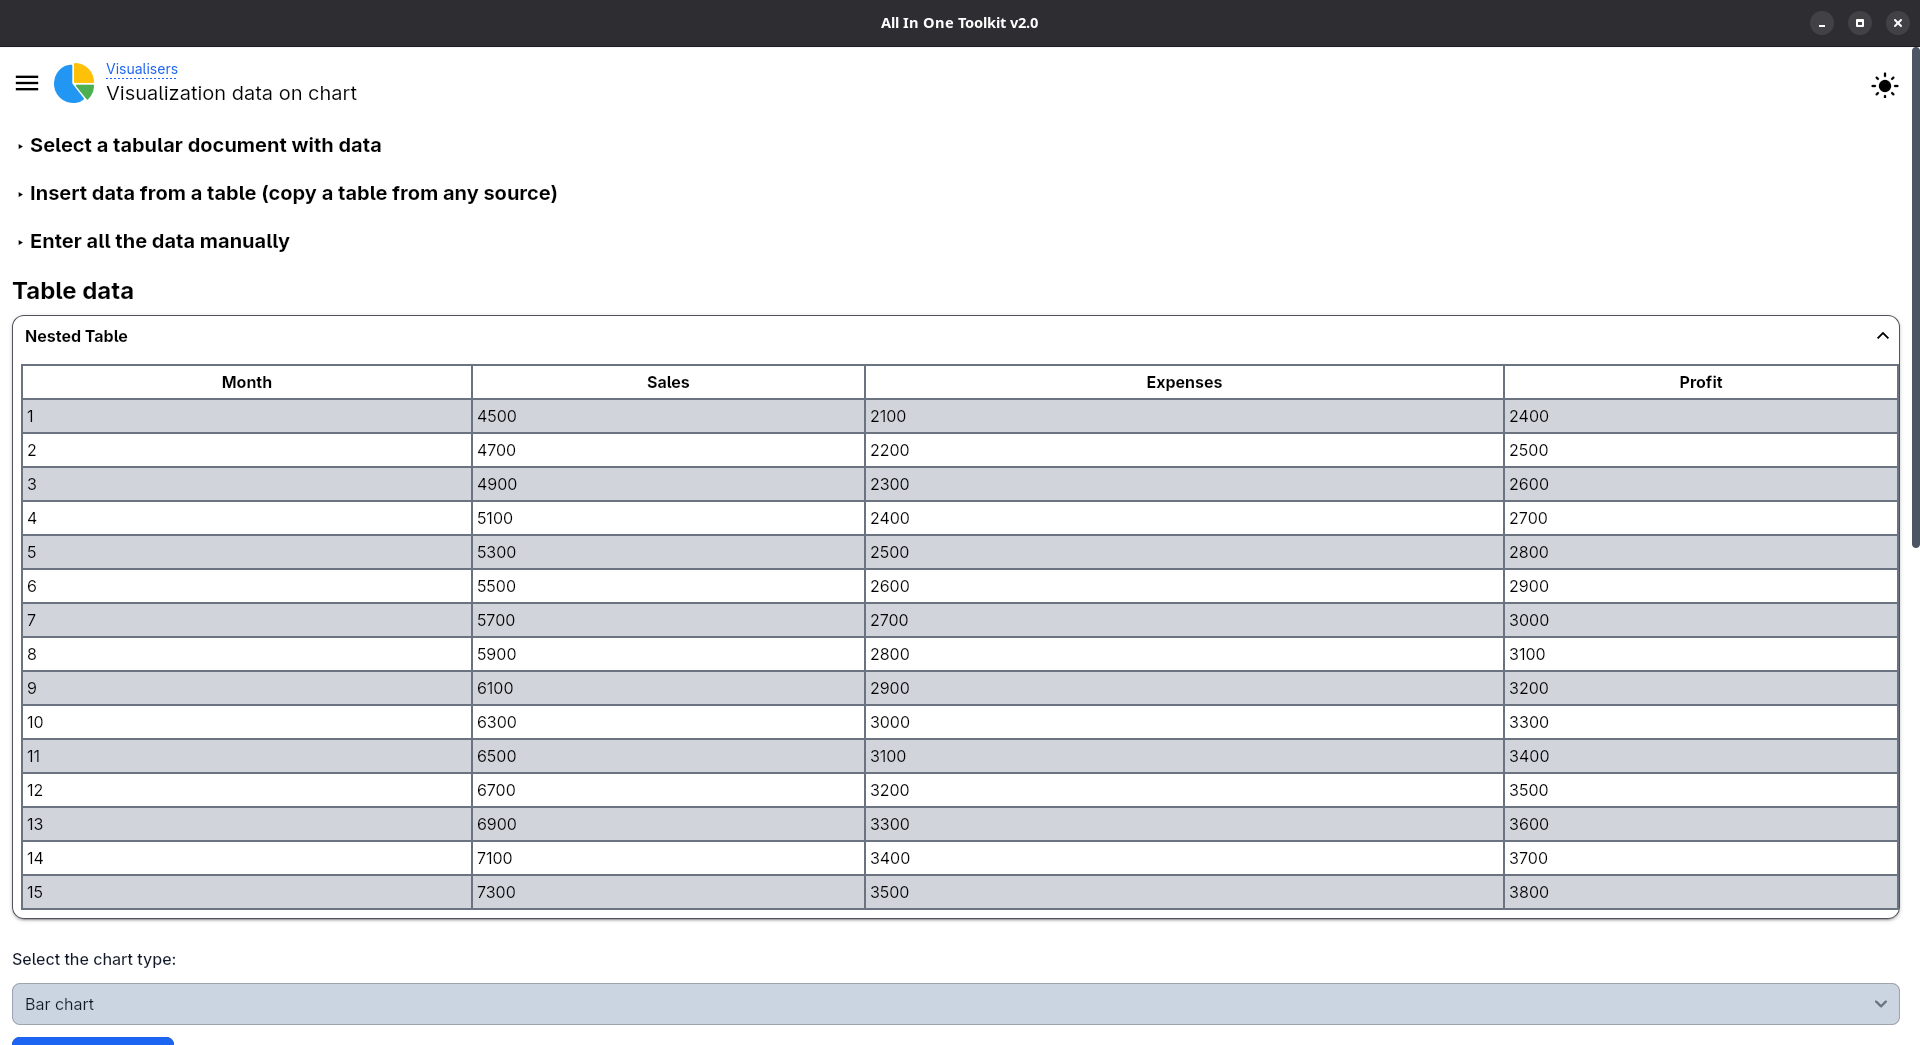 All In One Toolkit v2.0
Visualisers
Visualization data on chart
Select a tabular document with data
Insert data from a table (copy a table from any source)
Enter all the data manually
Table data
Nested Table
Month Sales Expenses Profit
1 4500 2100 2400
2 4700 2200 2500
3 4900 2300 2600
4 5100 2400 2700
5 5300 2500 2800
6 5500 2600 2900
7 5700 2700 3000
8 5900 2800 3100
9 6100 2900 3200
10 6300 3000 3300
11 6500 3100 3400
12 6700 3200 3500
13 6900 3300 3600
14 7100 3400 3700
15 7300 3500 3800
Select the chart type:
Bar chart